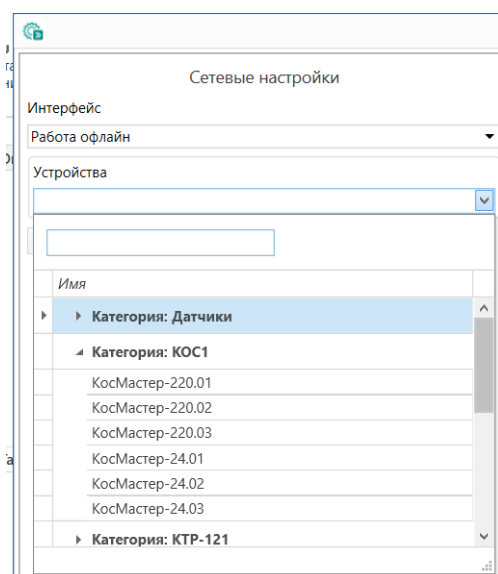 Сетевые настройки
Интерфейс
Работа офлайн
Устройства
Имя
Категория: Датчики
Категория: КОС1
КосМастер-220.01
КосМастер-220.02
КосМастер-220.03
КосМастер-24.01
КосМастер-24.02
КосМастер-24.03
Категория: КТР-121